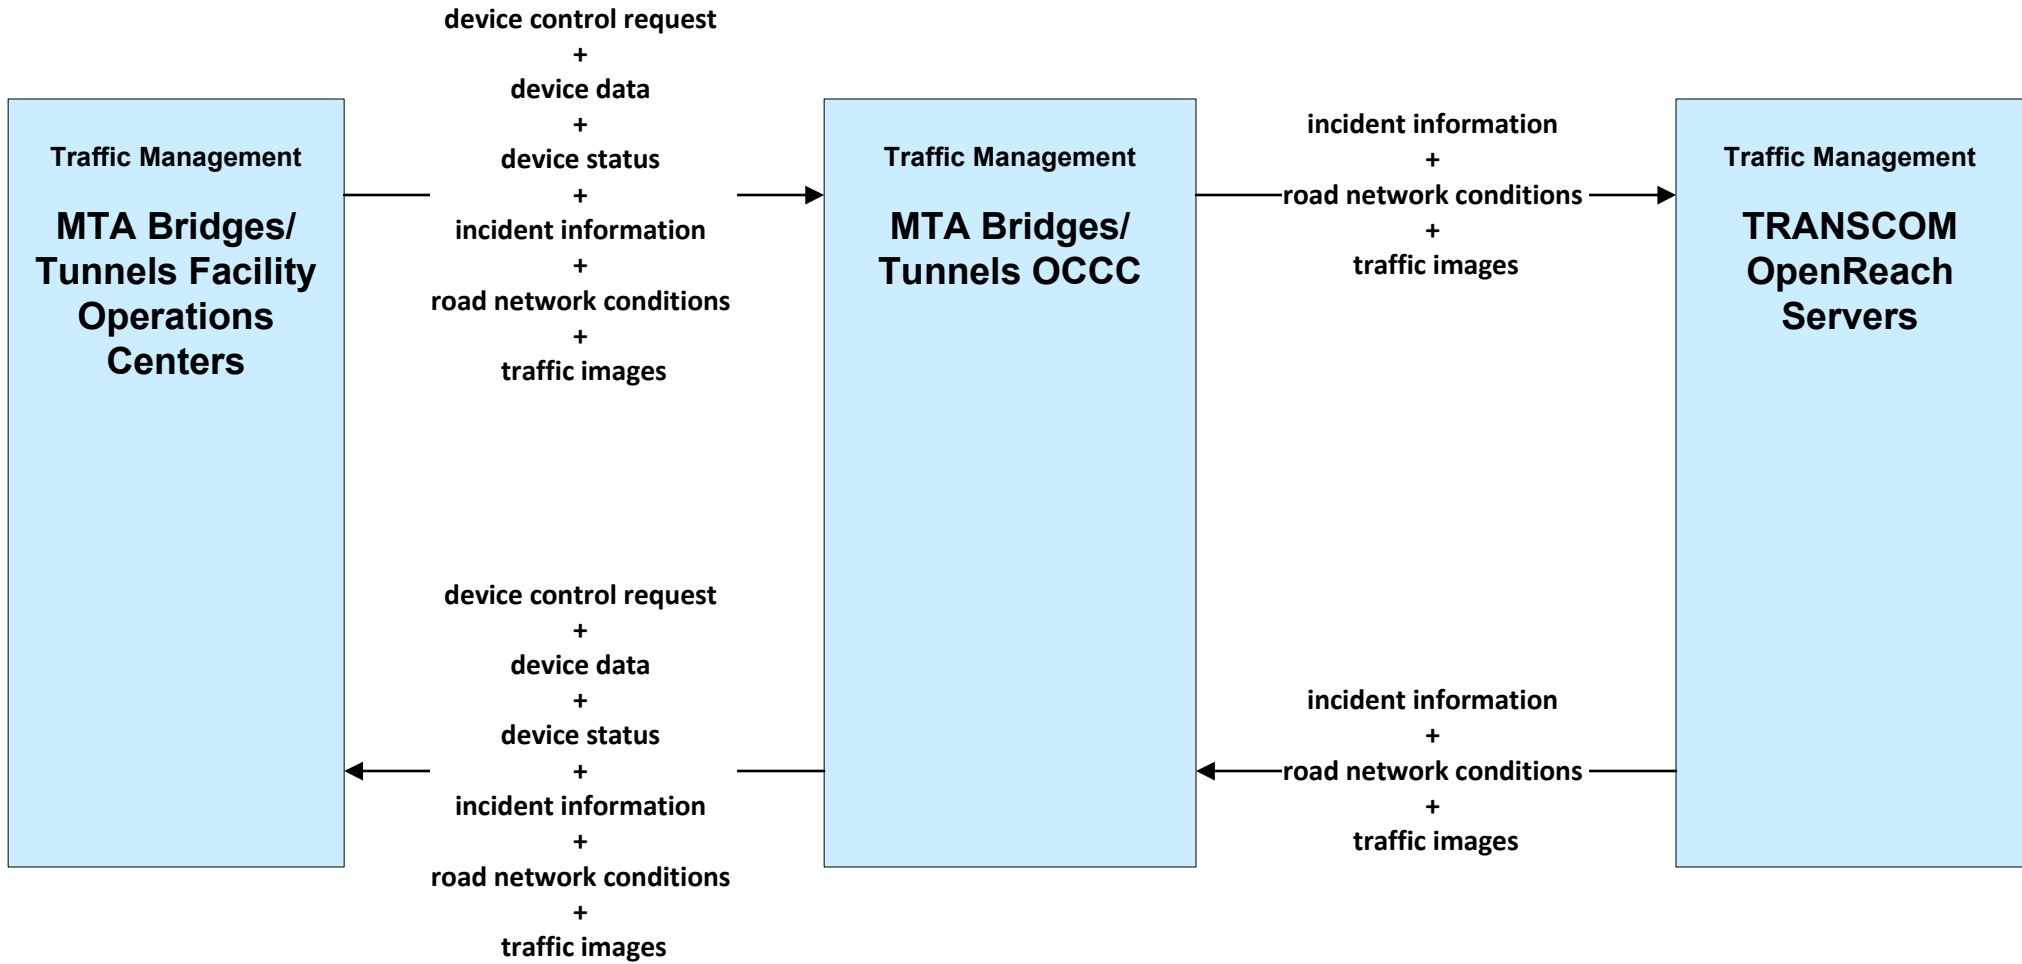 device control request
+
device data
+
device status
+
incident information
+
road network conditions
+
traffic images
Traffic Management
MTA Bridges/
Tunnels Facility
Operations
Centers
Traffic Management
MTA Bridges/
Tunnels OCCC
incident information
+
road network conditions
+
traffic images
Traffic Management
TRANSCOM
OpenReach
Servers
device control request
+
device data
+
device status
+
incident information
+
road network conditions
+
traffic images
incident information
+
road network conditions
+
traffic images